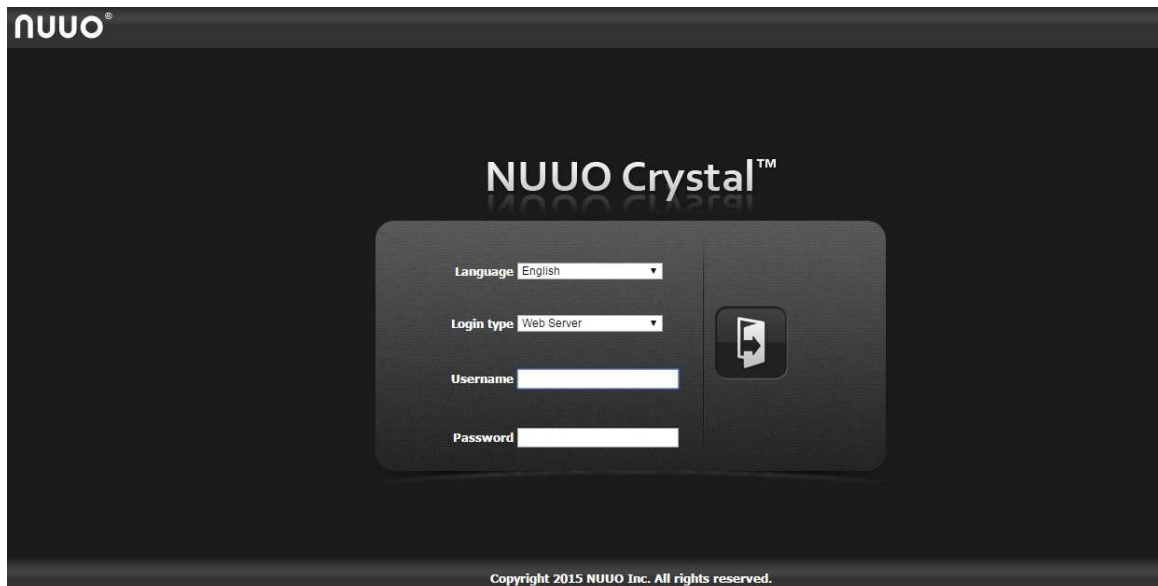 NUUO®
NUUO Crystal™
Language English
Login type Web Server
Username
Password
Copyright 2015 NUUO Inc. All rights reserved.